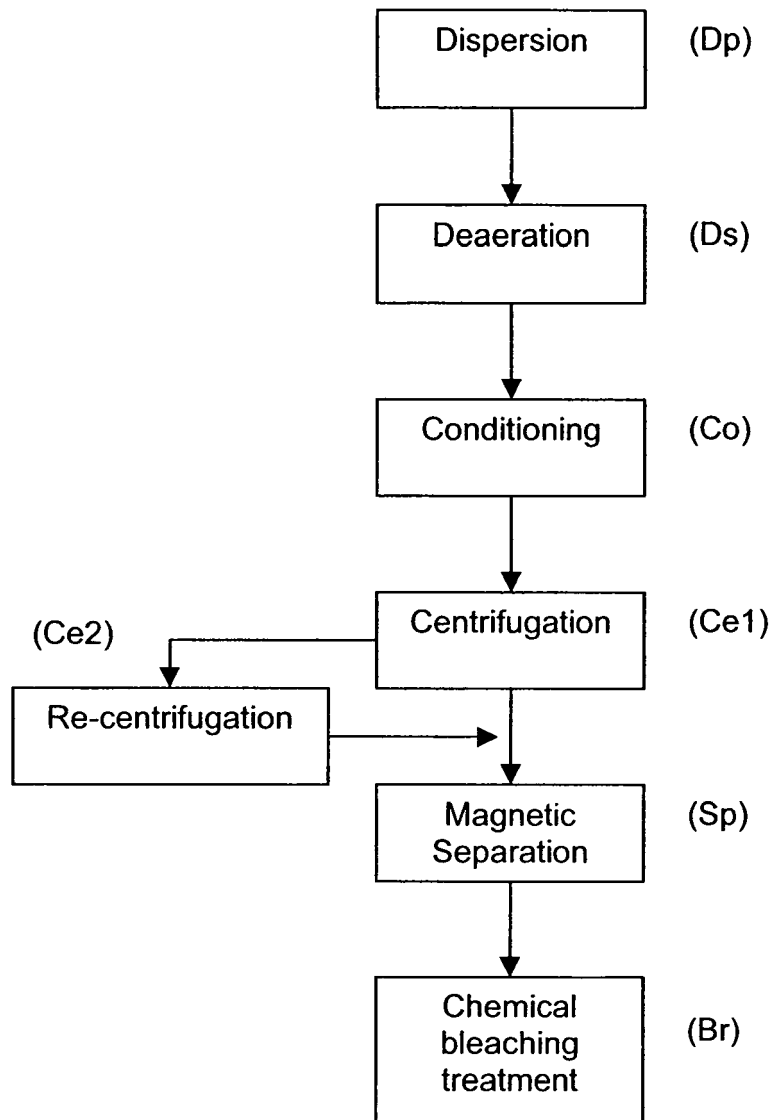 Dispersion (Dp)
Deaeration (Ds)
Conditioning (Co)
Centrifugation (Ce1)
(Ce2)
Re-centrifugation
Magnetic (Sp)
Separation
Chemical
bleaching (Br)
treatment